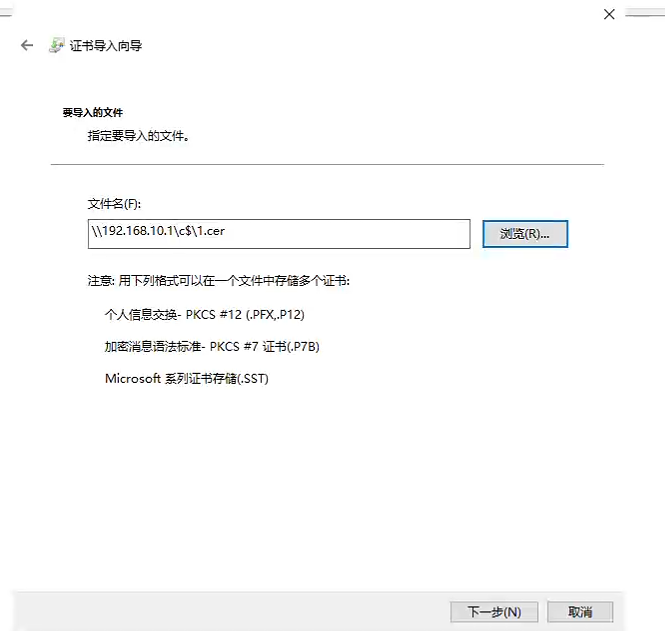 证书导入向导
要导入的文件
指定要导入的文件。
文件名(F):
\\192.168.10.1\c$\1.cer
浏览(R)...
注意: 用下列格式可以在一个文件中存储多个证书:
个人信息交换- PKCS #12 (.PFX,.P12)
加密消息语法标准- PKCS #7 证书(.P7B)
Microsoft 系列证书存储(.SST)
下一步(N)
取消